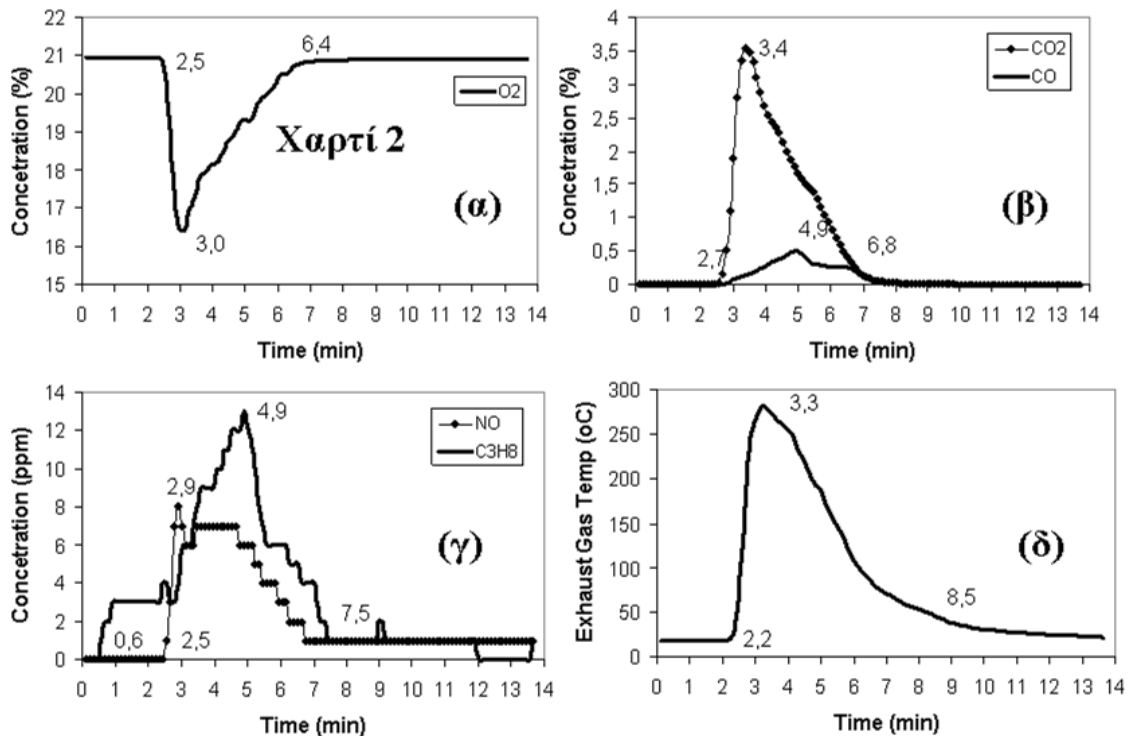 21
20
19
18
17
16
15
Concetration (%)
2,5
6,4
O2
Χαρτί 2
(α)
3,0
0 1 2 3 4 5 6 7 8 9 10 11 12 13 14
Time (min)
4
3,5
3
2,5
2
1,5
1
0,5
0
Concetration (%)
3,4
CO2
CO
(β)
2,7
4,9
6,8
0 1 2 3 4 5 6 7 8 9 10 11 12 13 14
Time (min)
14
12
10
8
6
4
2
0
Concetration (ppm)
4,9
NO
C3H8
2,9
(γ)
0,6
2,5
7,5
0 1 2 3 4 5 6 7 8 9 10 11 12 13 14
Time (min)
300
250
200
150
100
50
0
Exhaust Gas Temp (oC)
3,3
(δ)
8,5
2,2
0 1 2 3 4 5 6 7 8 9 10 11 12 13 14
Time (min)